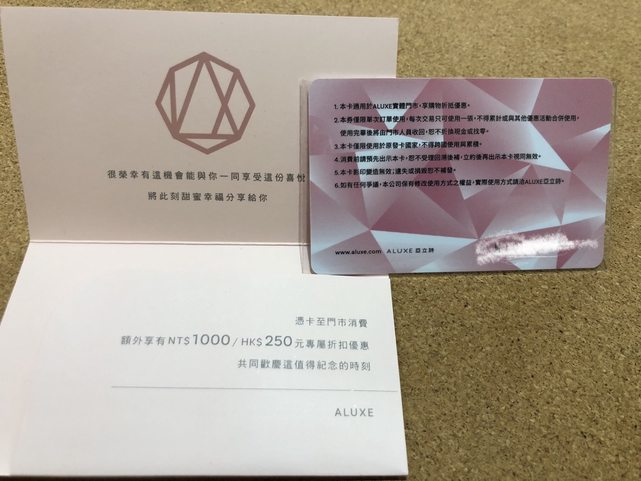 很榮幸有這機會能與你一同享受這份喜悅
將此刻甜蜜幸福分享給你
憑卡至門市消費
額外享有NT$1000/HK$250元專屬折扣優惠
共同歡慶這值得紀念的時刻
ALUXE
1.本卡適用於ALUXE實體門市，享購物折抵優惠。
2.本券僅限單次訂單使用，每次交易只可使用一張，不得累計或與其他優惠活動合併使用，
使用完畢後將由門市人員收回，恕不折換現金或找零。
3.本卡僅限使用於原發卡國家，不得跨國使用與累積。
4.消費前請預先出示本卡，恕不受理回溯後補，立約後再出示本卡視同無效。
5.本卡影印變造無效；遺失或損毀恕不補發。
6.如有任何爭議，本公司保有修改使用方式之權益，實際使用方式請洽ALUXE亞立詩。
www.aluxe.com ALUXE 亞立詩